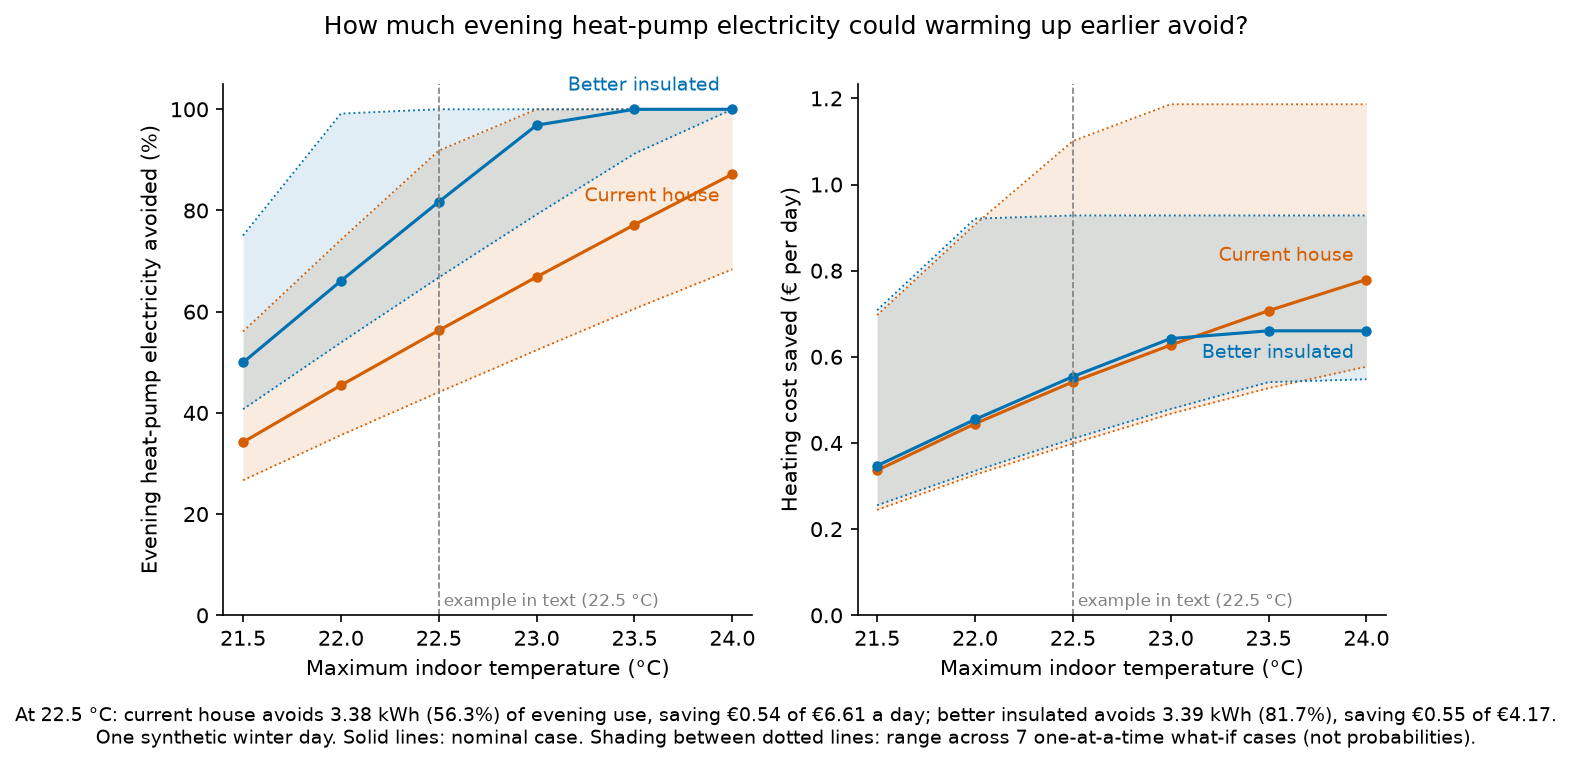 How much evening heat-pump electricity could warming up earlier avoid?
Evening heat-pump electricity avoided (%)
100
80
60
40
20
0
Better insulated
Current house
example in text (22.5 °C)
21.5 22.0 22.5 23.0 23.5 24.0
Maximum indoor temperature (°C)
Heating cost saved (€ per day)
1.2
1.0
0.8
0.6
0.4
0.2
0.0
Current house
Better insulated
example in text (22.5 °C)
21.5 22.0 22.5 23.0 23.5 24.0
Maximum indoor temperature (°C)
At 22.5 °C: current house avoids 3.38 kWh (56.3%) of evening use, saving €0.54 of €6.61 a day; better insulated avoids 3.39 kWh (81.7%), saving €0.55 of €4.17.
One synthetic winter day. Solid lines: nominal case. Shading between dotted lines: range across 7 one-at-a-time what-if cases (not probabilities).